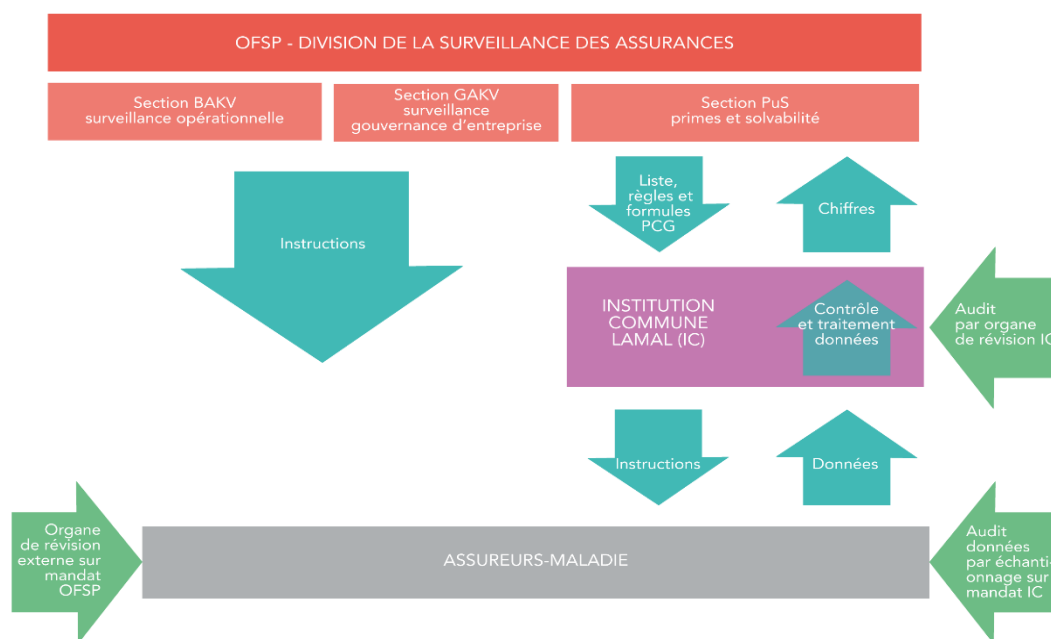 OFSP - DIVISION DE LA SURVEILLANCE DES ASSURANCES
Section BAKV
surveillance opérationnelle
Section GAKV
surveillance
gouvernance d'entreprise
Section PuS
primes et solvabilité
Instructions
Liste,
règles et
formules
PCG
Chiffres
INSTITUTION
COMMUNE
LAMAL (IC)
Contrôle
et traitement
données
Audit
par organe
de révision IC
Instructions
Données
Organe
de révision
externe sur
mandat
OFSP
ASSUREURS-MALADIE
Audit
données
par échanti-
onnage sur
mandat IC